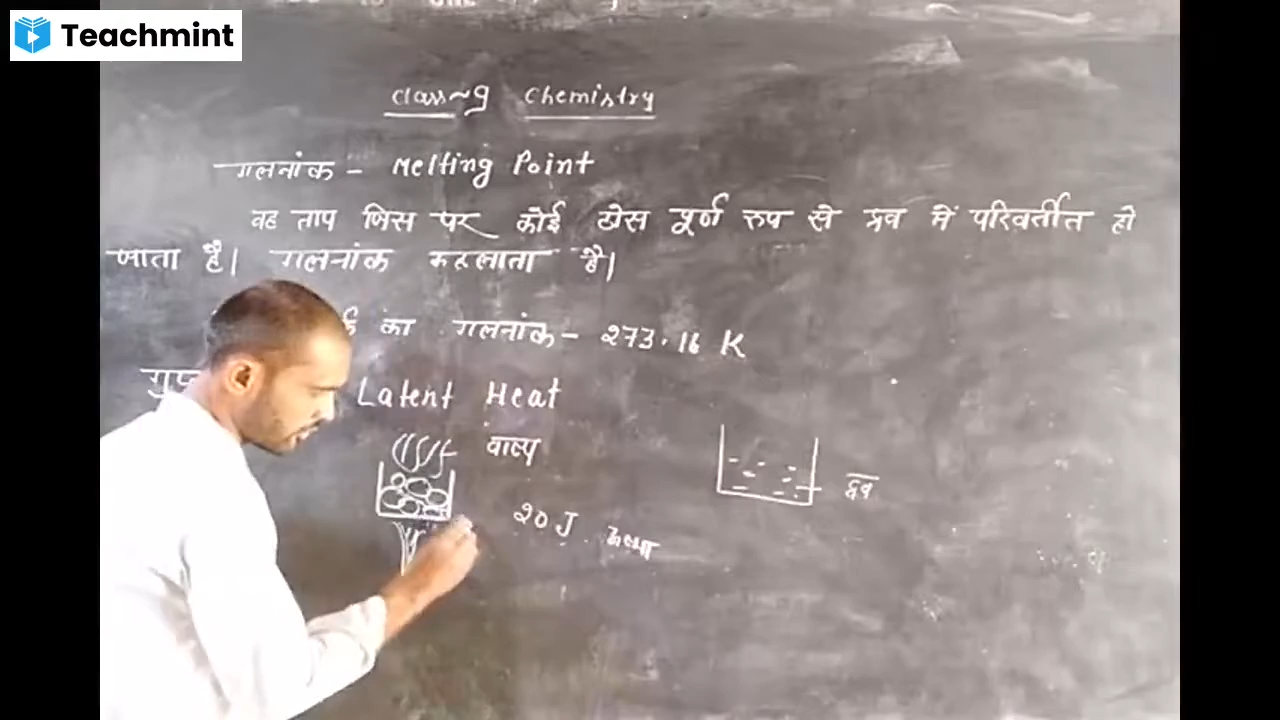 Teachmint
Class~9 Chemistry
गलनांक - Melting Point
वह ताप जिस पर कोई ठोस पूर्ण रुप से द्रव में परिवर्तीत हो
जाता है। गलनांक कहलाता है।
का गलनांक - 273.16 K
Latent Heat
वाष्प
द्रव
20 J